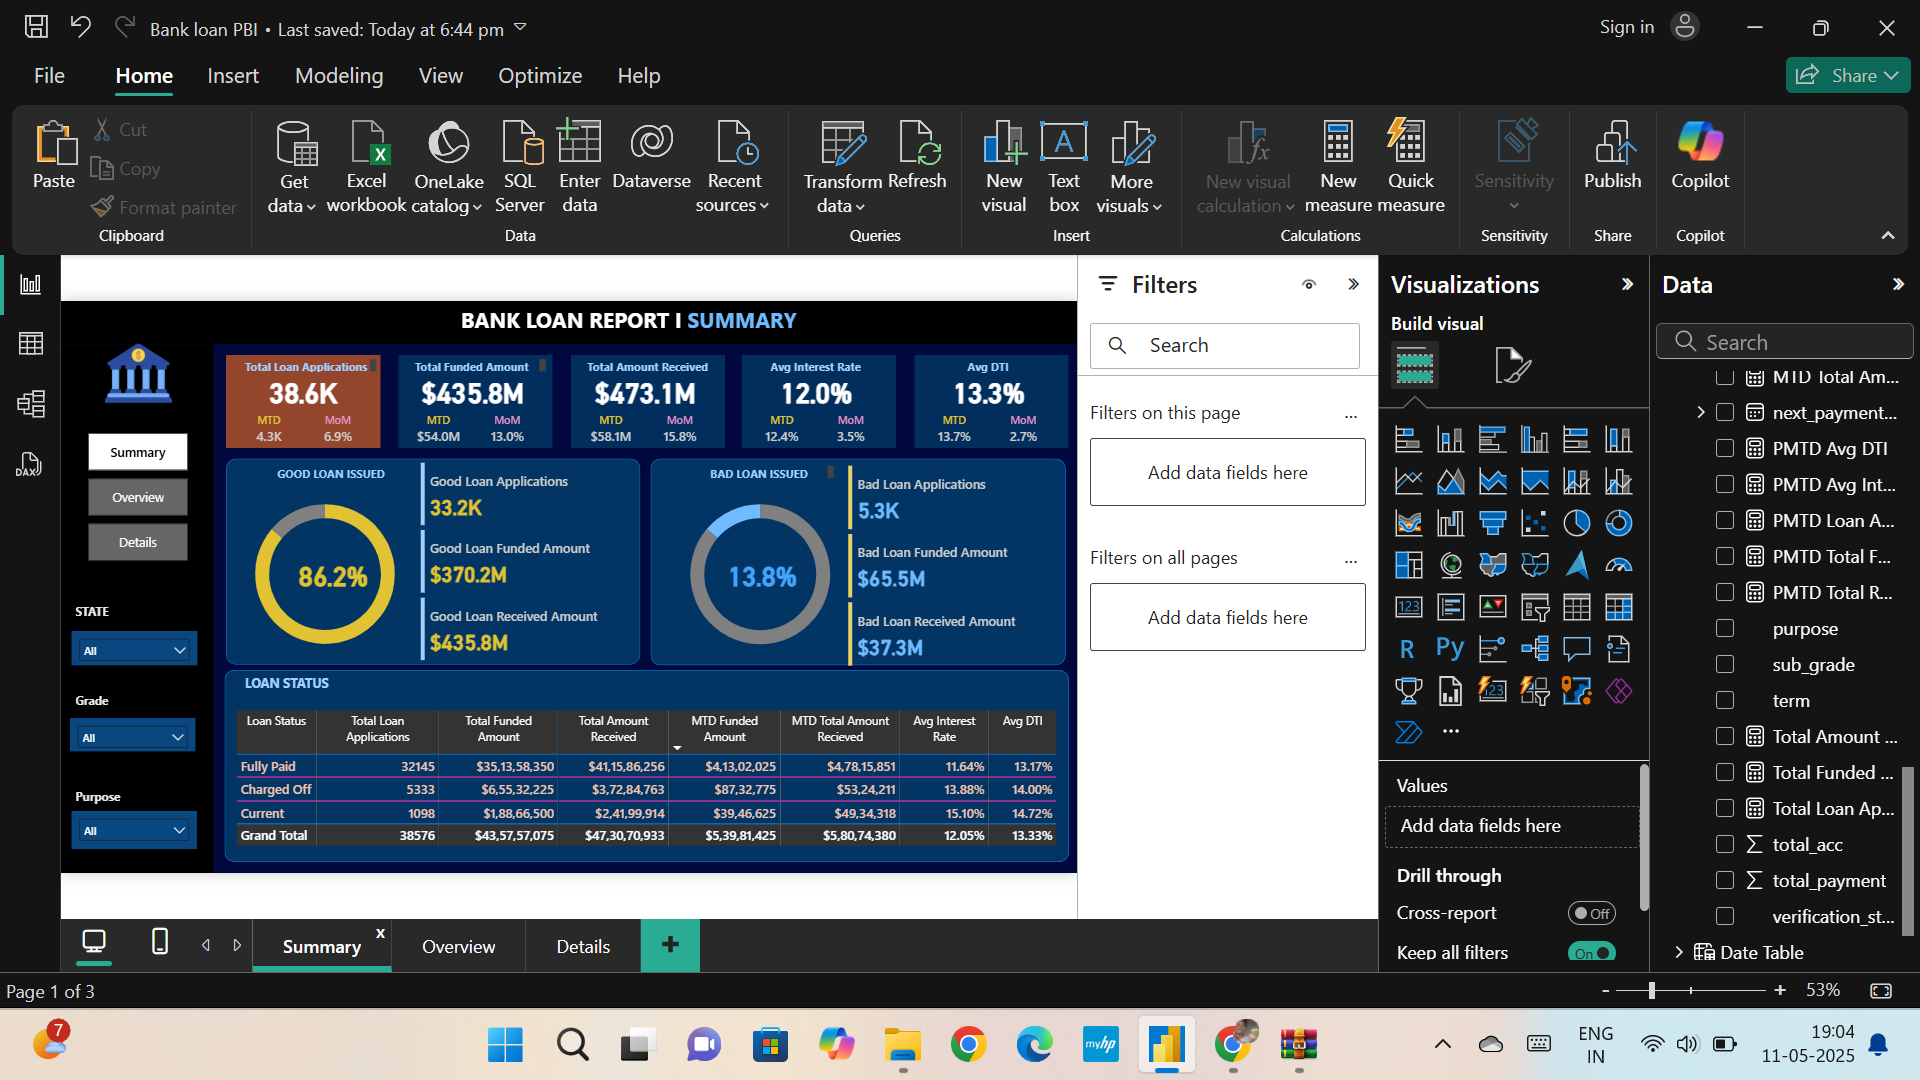 Bank loan PBI • Last saved: Today at 6:44 pm
Sign in
File Home Insert Modeling View Optimize Help
Share
Paste
Cut
Copy
Format painter
Clipboard
Get data
Excel workbook
OneLake catalog
SQL Server
Enter data
Dataverse
Recent sources
Data
Transform data
Refresh
Queries
New visual
Text box
More visuals
Insert
New visual calculation
New measure
Quick measure
Calculations
Sensitivity
Sensitivity
Publish
Share
Copilot
Copilot
DAX
BANK LOAN REPORT I SUMMARY
Summary
Overview
Details
STATE
All
Grade
All
Purpose
All
Total Loan Applications
38.6K
MTD MoM
4.3K 6.9%
Total Funded Amount
$435.8M
MTD MoM
$54.0M 13.0%
Total Amount Received
$473.1M
MTD MoM
$58.1M 15.8%
Avg Interest Rate
12.0%
MTD MoM
12.4% 3.5%
Avg DTI
13.3%
MTD MoM
13.7% 2.7%
GOOD LOAN ISSUED
86.2%
Good Loan Applications
33.2K
Good Loan Funded Amount
$370.2M
Good Loan Received Amount
$435.8M
BAD LOAN ISSUED
13.8%
Bad Loan Applications
5.3K
Bad Loan Funded Amount
$65.5M
Bad Loan Received Amount
$37.3M
LOAN STATUS
Loan Status Total Loan Applications Total Funded Amount Total Amount Received MTD Funded Amount MTD Total Amount Recieved Avg Interest Rate Avg DTI
Fully Paid 32145 $35,13,58,350 $41,15,86,256 $4,13,02,025 $4,78,15,851 11.64% 13.17%
Charged Off 5333 $6,55,32,225 $3,72,84,763 $87,32,775 $53,24,211 13.88% 14.00%
Current 1098 $1,88,66,500 $2,41,99,914 $39,46,625 $49,34,318 15.10% 14.72%
Grand Total 38576 $43,57,57,075 $47,30,70,933 $5,39,81,425 $5,80,74,380 12.05% 13.33%
Filters
Search
Filters on this page ...
Add data fields here
Filters on all pages ...
Add data fields here
Visualizations
Build visual
123
R Py
123
...
Values
Add data fields here
Drill through
Cross-report Off
Keep all filters On
Data
Search
MTD Total Am...
next_payment...
PMTD Avg DTI
PMTD Avg Int...
PMTD Loan A...
PMTD Total F...
PMTD Total R...
purpose
sub_grade
term
Total Amount ...
Total Funded ...
Total Loan Ap...
total_acc
total_payment
verification_st...
Date Table
Summary x
Overview
Details
+
Page 1 of 3
- + 53%
7
myhp
ENG
IN
19:04
11-05-2025